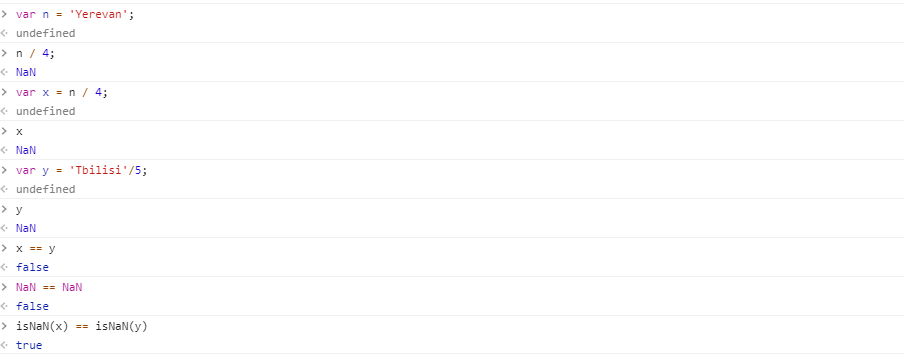 > var n = 'Yerevan';
< undefined
> n / 4;
< NaN
> var x = n / 4;
< undefined
> x
< NaN
> var y = 'Tbilisi'/5;
< undefined
> y
< NaN
> x == y
< false
> NaN == NaN
< false
> isNaN(x) == isNaN(y)
< true